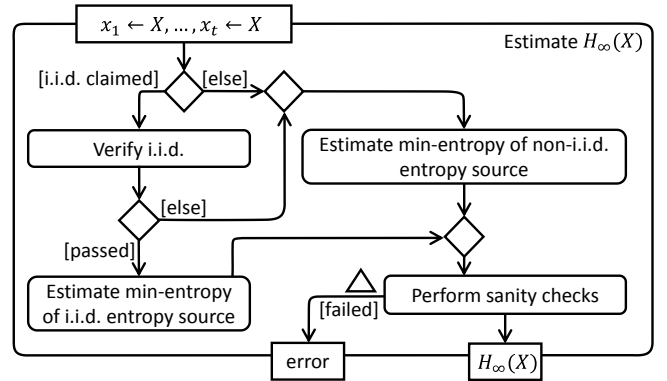 x₁ ← X, …, xₜ ← X
Estimate H∞(X)
[i.i.d. claimed]
[else]
Verify i.i.d.
Estimate min-entropy of non-i.i.d.
entropy source
[else]
[passed]
Estimate min-entropy
of i.i.d. entropy source
Perform sanity checks
[failed]
error
H∞(X)